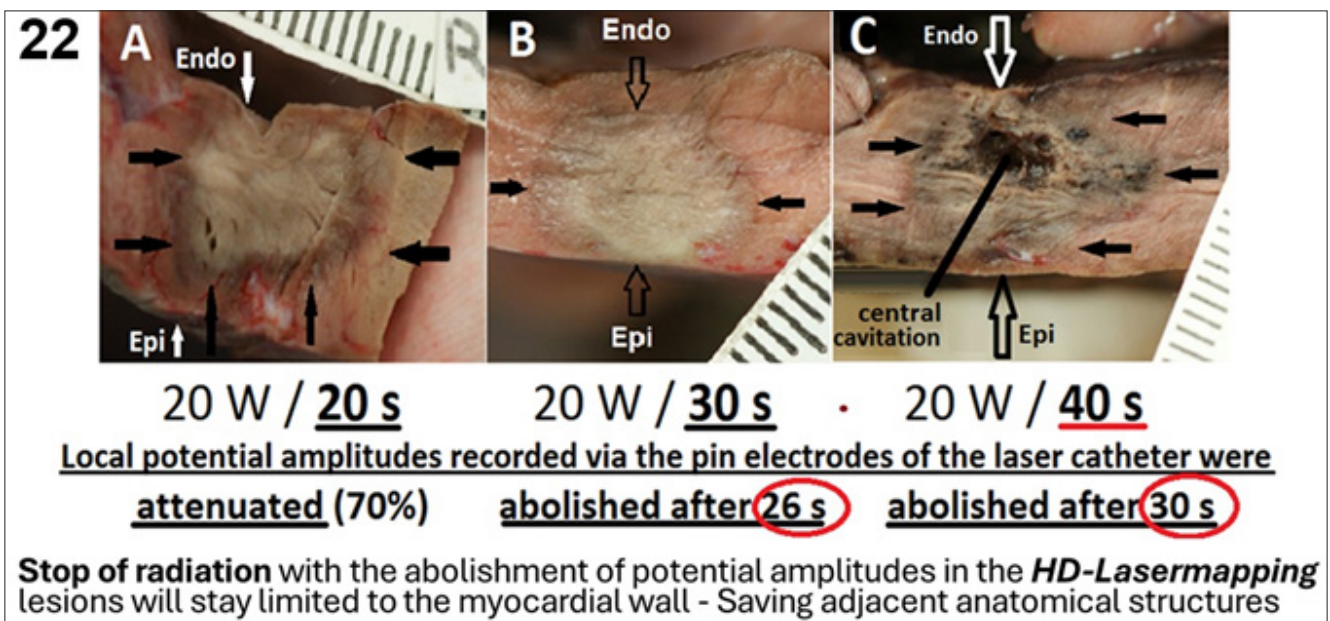 22
A
B
C
Endo
Endo
Endo
R
Epi
Epi
central
cavitation
Epi
20 W / 20 s
20 W / 30 s
20 W / 40 s
Local potential amplitudes recorded via the pin electrodes of the laser catheter were
attenuated (70%) abolished after 26 s abolished after 30 s
Stop of radiation with the abolishment of potential amplitudes in the HD-Lasermapping
lesions will stay limited to the myocardial wall - Saving adjacent anatomical structures